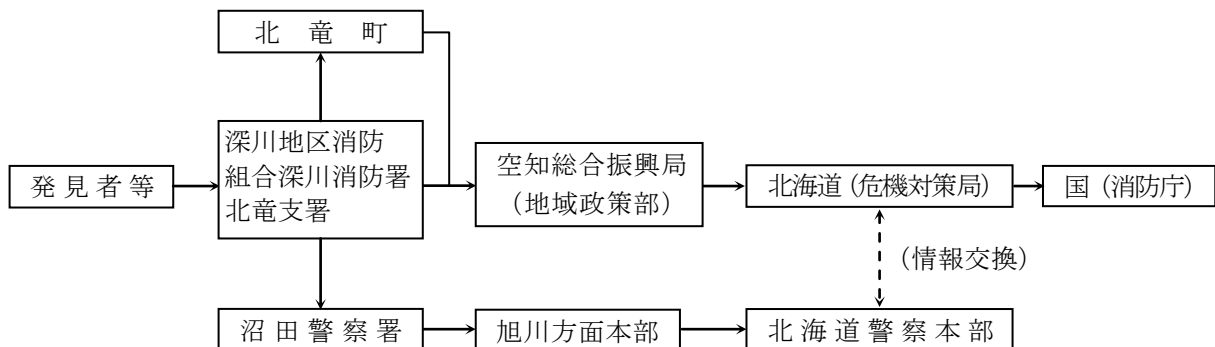 北 竜 町
発 見 者 等
深川地区消防
組合深川消防署
北竜支署
空知総合振興局
（地域政策部）
北海道（危機対策局）
国（消防庁）
（情報交換）
沼 田 警 察 署
旭川方面本部
北 海 道 警 察 本 部